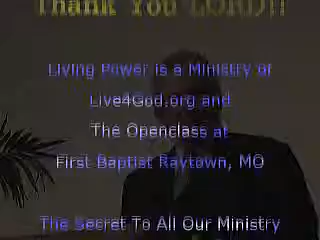 Thank You LORD!!
Living Power is a Ministry of
Live4God.org and
The Openclass at
First Baptist Raytown, MO
The Secret To All Our Ministry